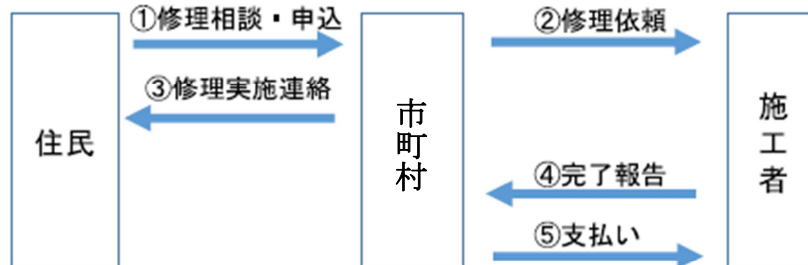 ①修理相談・申込
②修理依頼
③修理実施連絡
住民
市町村
施工者
④完了報告
⑤支払い